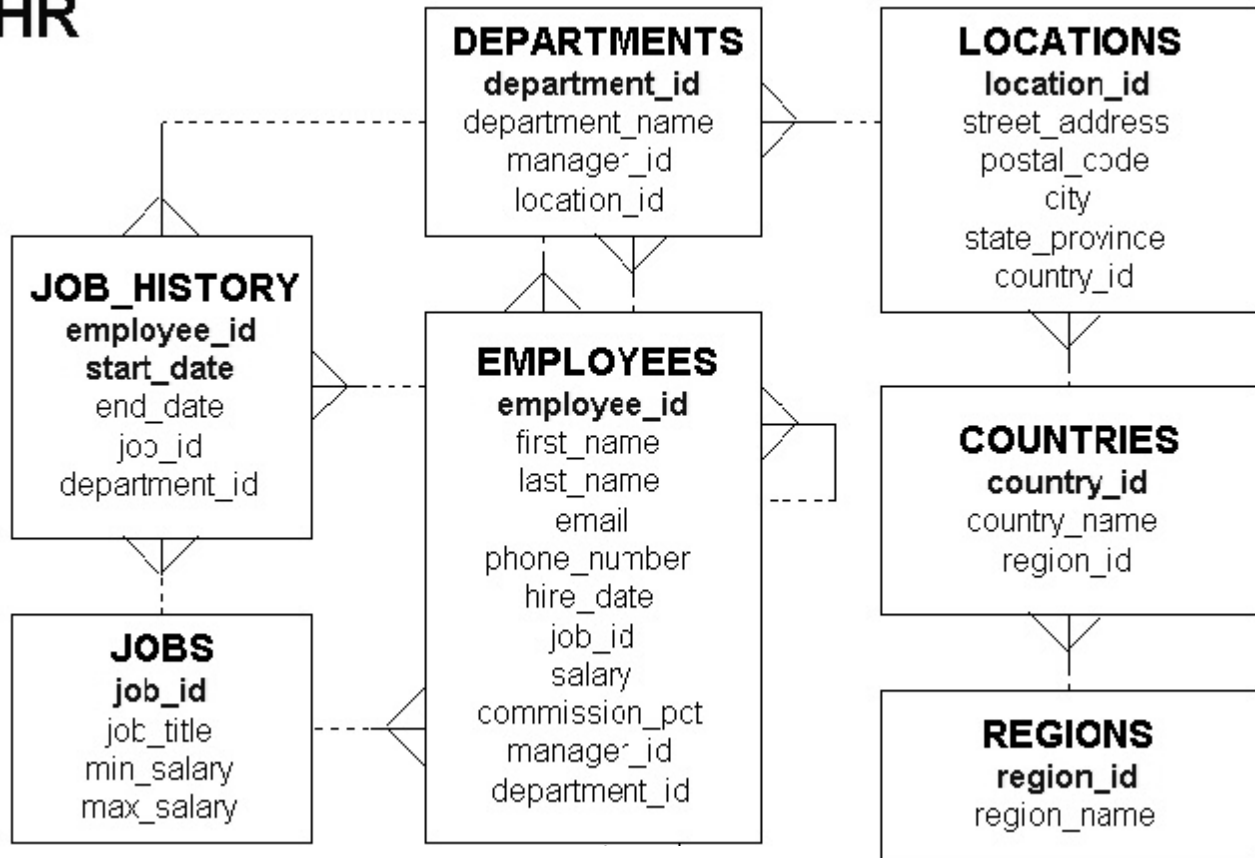 HR
DEPARTMENTS
department_id
department_name
manager_id
location_id
LOCATIONS
location_id
street_address
postal_code
city
state_province
country_id
JOB_HISTORY
employee_id
start_date
end_date
job_id
department_id
EMPLOYEES
employee_id
first_name
last_name
email
phone_number
hire_date
job_id
salary
commission_pct
manager_id
department_id
COUNTRIES
country_id
country_name
region_id
JOBS
job_id
job_title
min_salary
max_salary
REGIONS
region_id
region_name